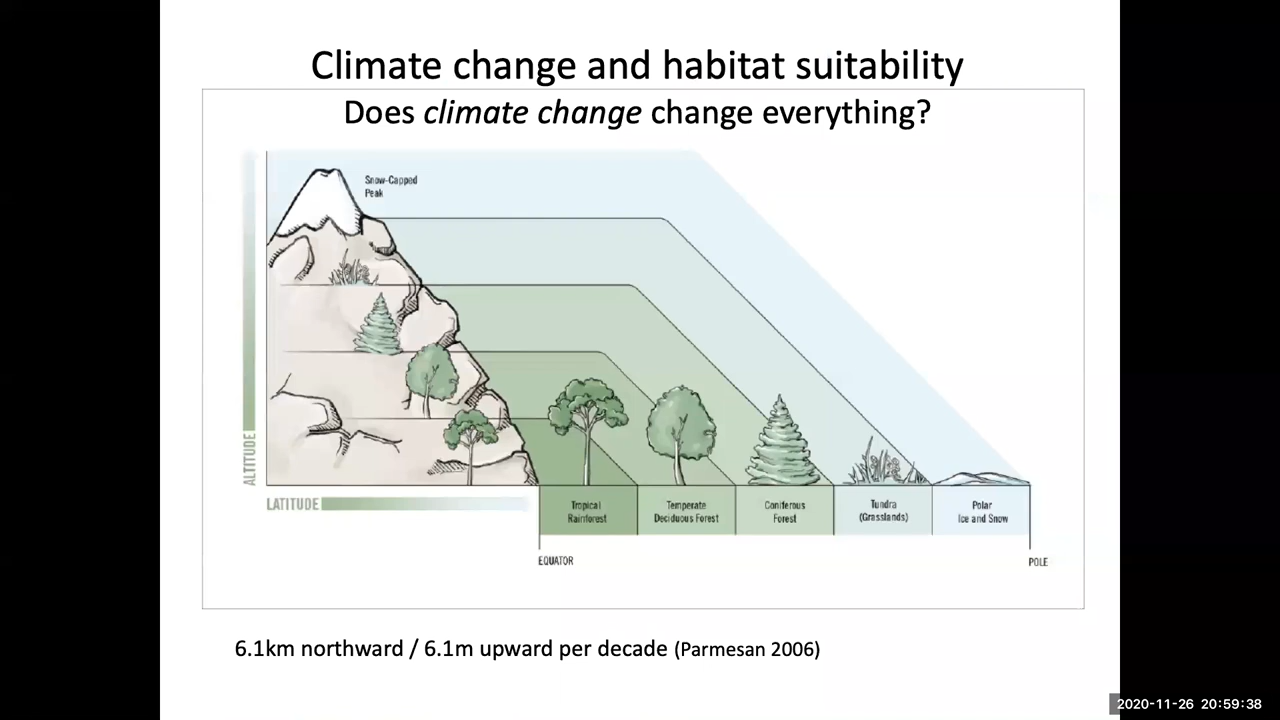 Climate change and habitat suitability
Does climate change change everything?
Snow-Capped
Peak
ALTITUDE
LATITUDE
Tropical
Rainforest
Temperate
Deciduous Forest
Coniferous
Forest
Tundra
(Grasslands)
Polar
Ice and Snow
EQUATOR
POLE
6.1km northward / 6.1m upward per decade (Parmesan 2006)
2020-11-26 20:59:38